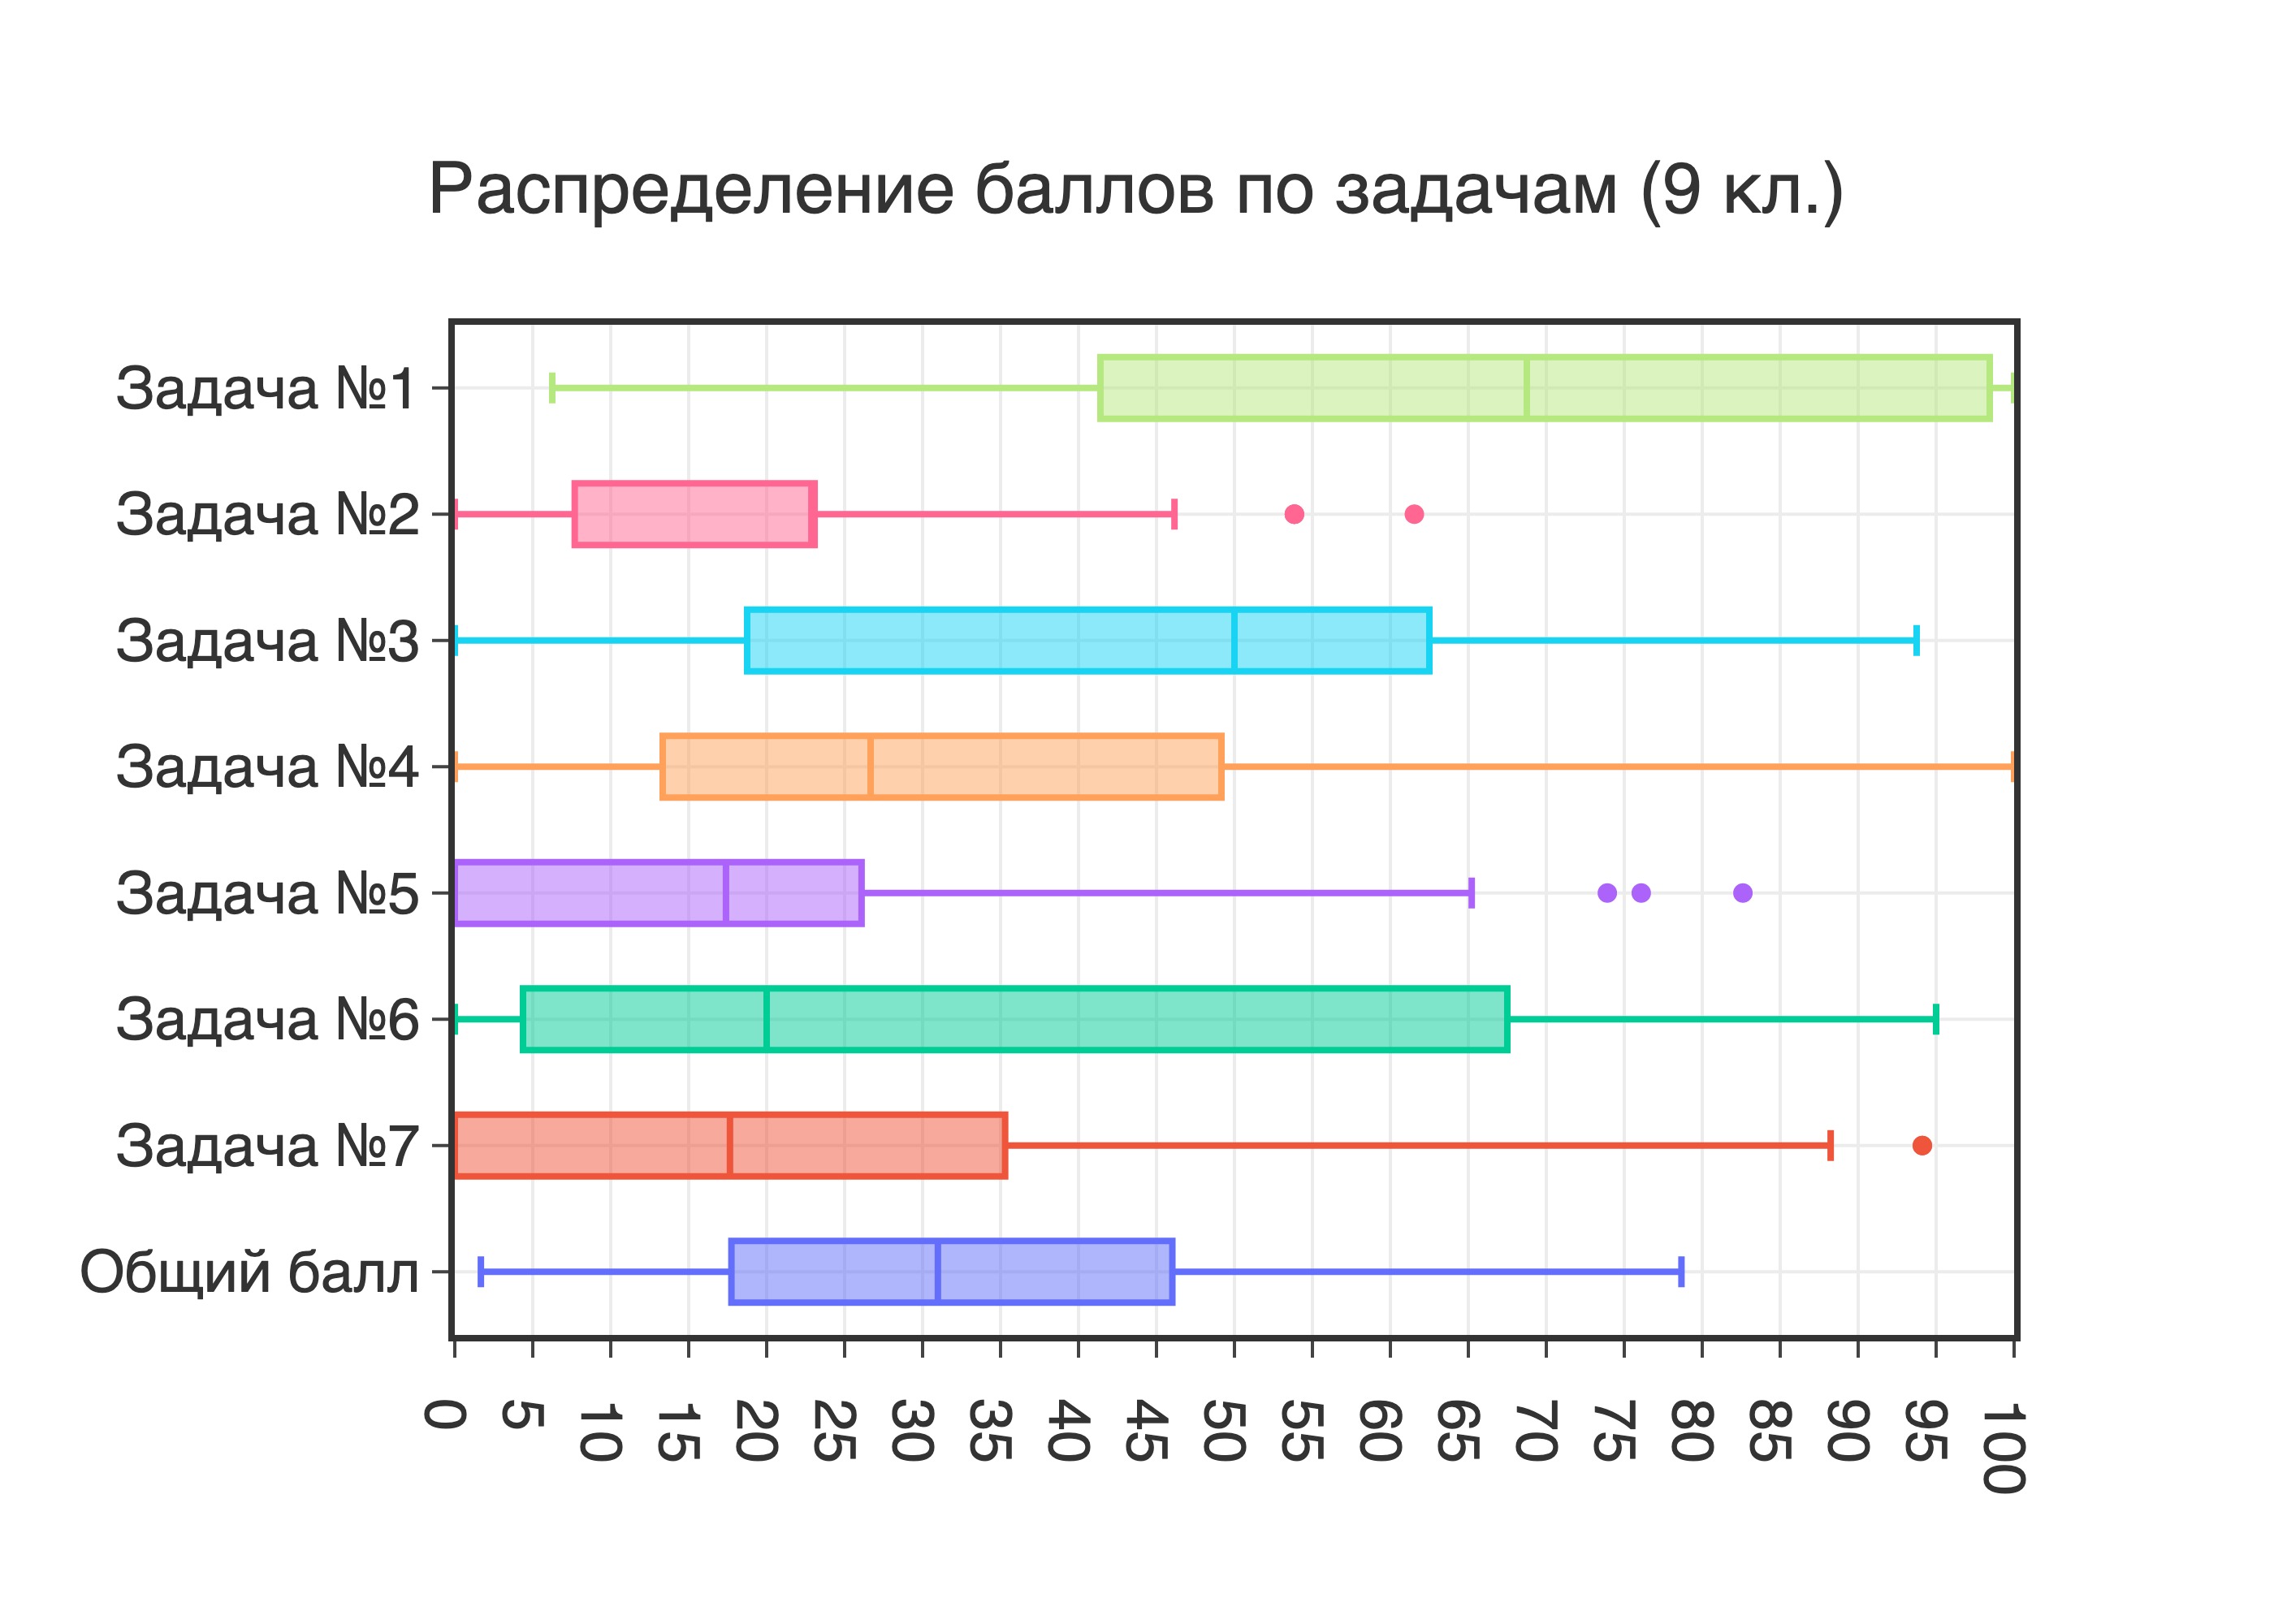 Распределение баллов по задачам (9 кл.)
Задача №1
Задача №2
Задача №3
Задача №4
Задача №5
Задача №6
Задача №7
Общий балл
0 5 10 15 20 25 30 35 40 45 50 55 60 65 70 75 80 85 90 95 100